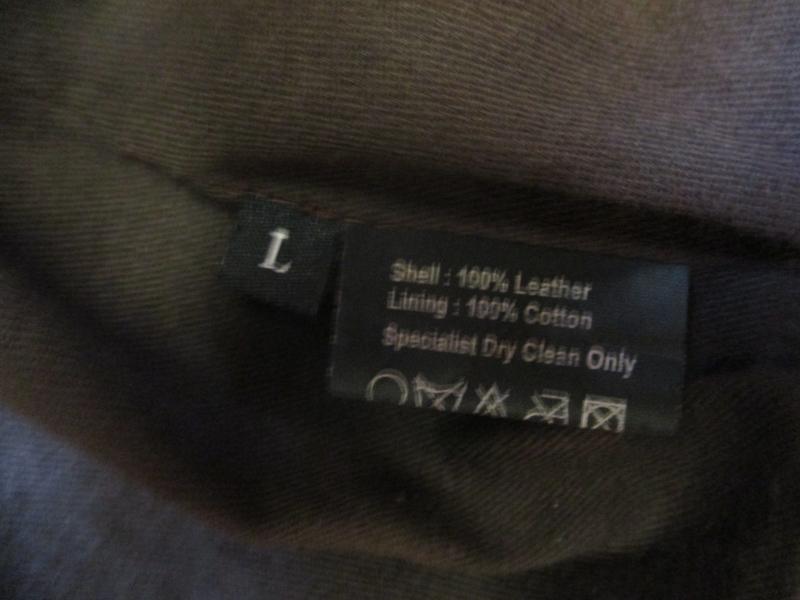 L
Shell : 100% Leather
Lining : 100% Cotton
Specialist Dry Clean Only